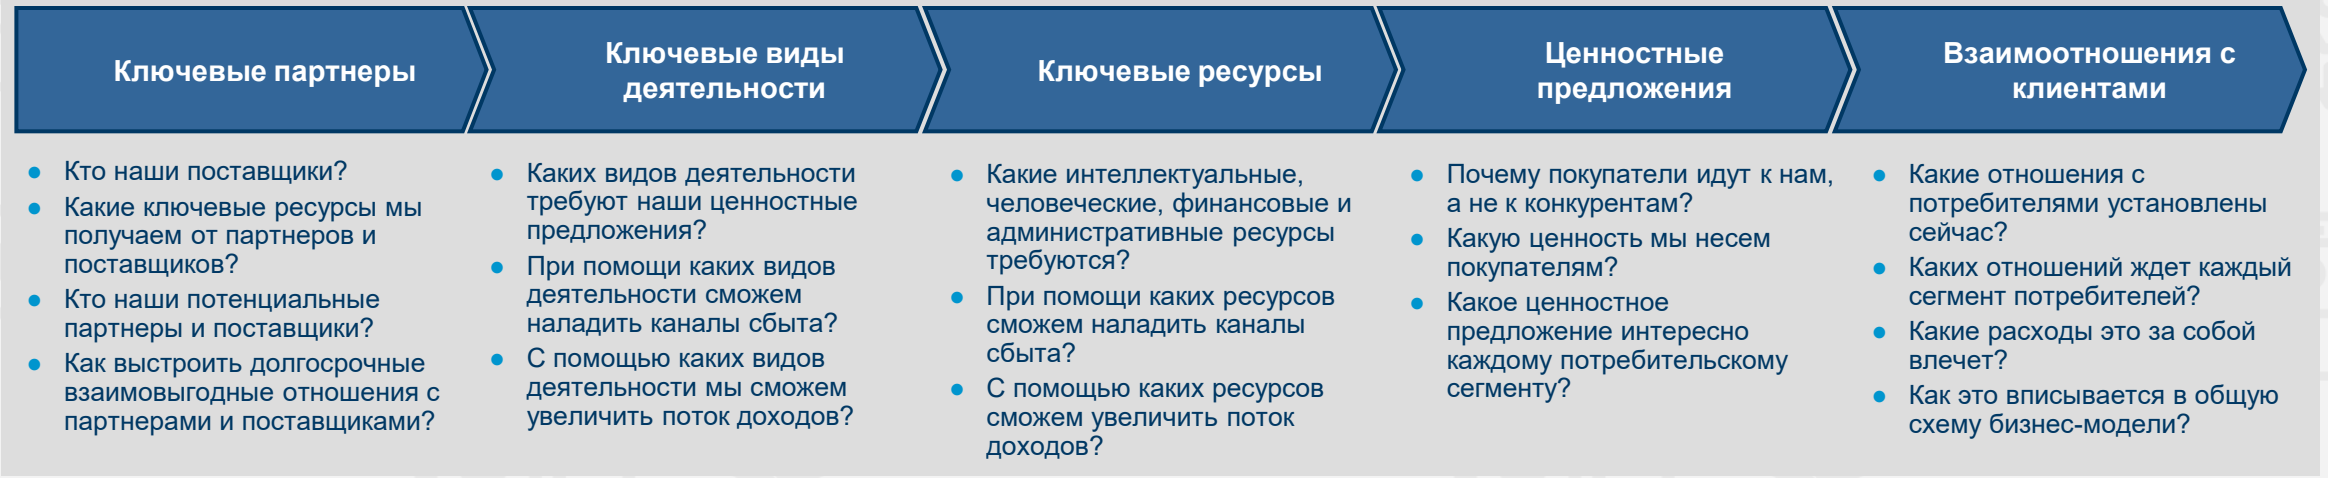 Ключевые партнеры
Ключевые виды
деятельности
Ключевые ресурсы
Ценностные
предложения
Взаимоотношения с
клиентами
● Кто наши поставщики?
● Какие ключевые ресурсы мы
получаем от партнеров и
поставщиков?
● Кто наши потенциальные
партнеры и поставщики?
● Как выстроить долгосрочные
взаимовыгодные отношения с
партнерами и поставщиками?
● Каких видов деятельности
требуют наши ценностные
предложения?
● При помощи каких видов
деятельности сможем
наладить каналы сбыта?
● С помощью каких видов
деятельности мы сможем
увеличить поток доходов?
● Какие интеллектуальные,
человеческие, финансовые и
административные ресурсы
требуются?
● При помощи каких ресурсов
сможем наладить каналы
сбыта?
● С помощью каких ресурсов
сможем увеличить поток
доходов?
● Почему покупатели идут к нам,
а не к конкурентам?
● Какую ценность мы несем
покупателям?
● Какое ценностное
предложение интересно
каждому потребительскому
сегменту?
● Какие отношения с
потребителями установлены
сейчас?
● Каких отношений ждет каждый
сегмент потребителей?
● Какие расходы это за собой
влечет?
● Как это вписывается в общую
схему бизнес-модели?